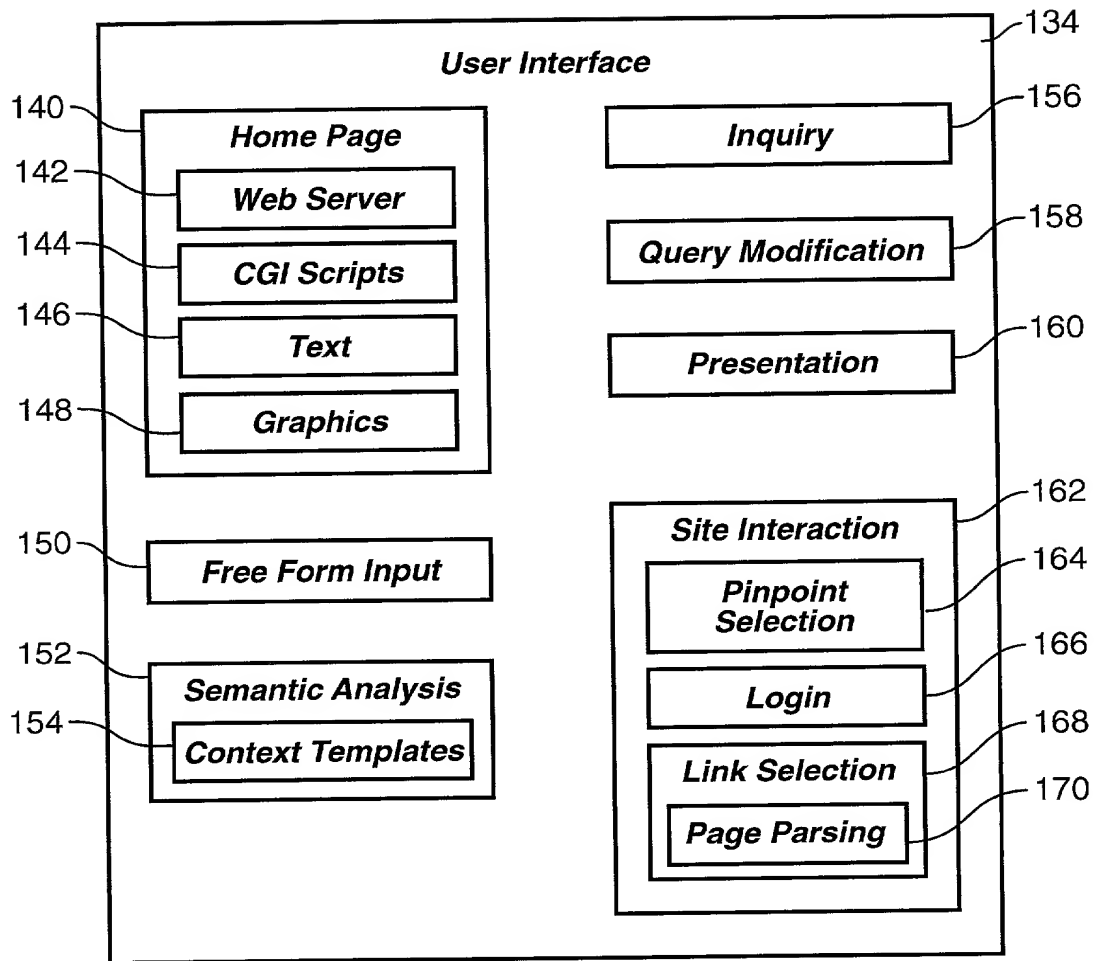 134
User Interface
140
Home Page
142
Web Server
144
CGI Scripts
146
Text
148
Graphics
150
Free Form Input
152
Semantic Analysis
154
Context Templates
156
Inquiry
158
Query Modification
160
Presentation
162
Site Interaction
164
Pinpoint
Selection
166
Login
168
Link Selection
170
Page Parsing